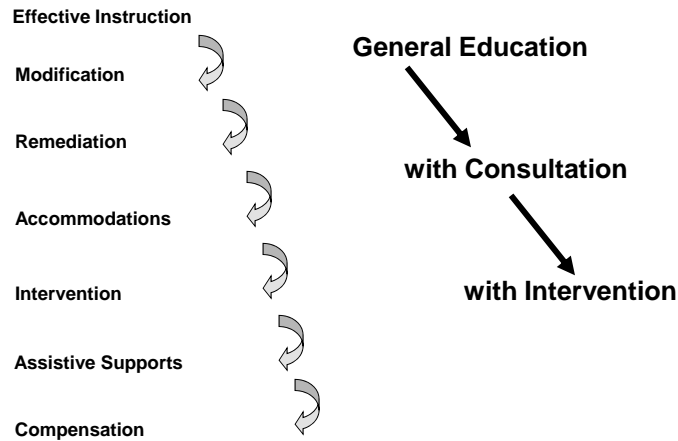 Effective Instruction
Modification
Remediation
Accommodations
Intervention
Assistive Supports
Compensation
General Education
with Consultation
with Intervention